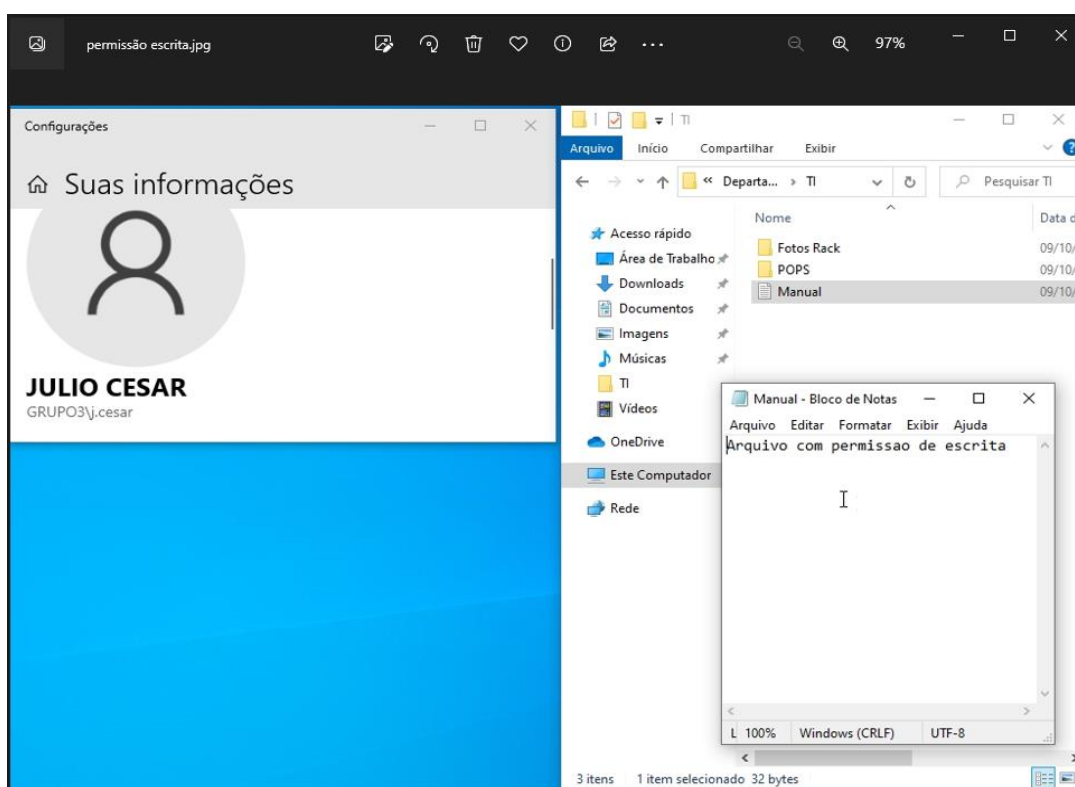 permissão escrita.jpg
97%
Configurações
Suas informações
JULIO CESAR
GRUPO3\j.cesar
TI
Arquivo Início Compartilhar Exibir
« Departa... > TI
Pesquisar TI
Acesso rápido
Área de Trabalho
Downloads
Documentos
Imagens
Músicas
TI
Vídeos
OneDrive
Este Computador
Rede
Nome Data d
Fotos Rack 09/10/
POPS 09/10/
Manual 09/10/
Manual - Bloco de Notas
Arquivo Editar Formatar Exibir Ajuda
Arquivo com permissao de escrita
L 100% Windows (CRLF) UTF-8
3 itens 1 item selecionado 32 bytes